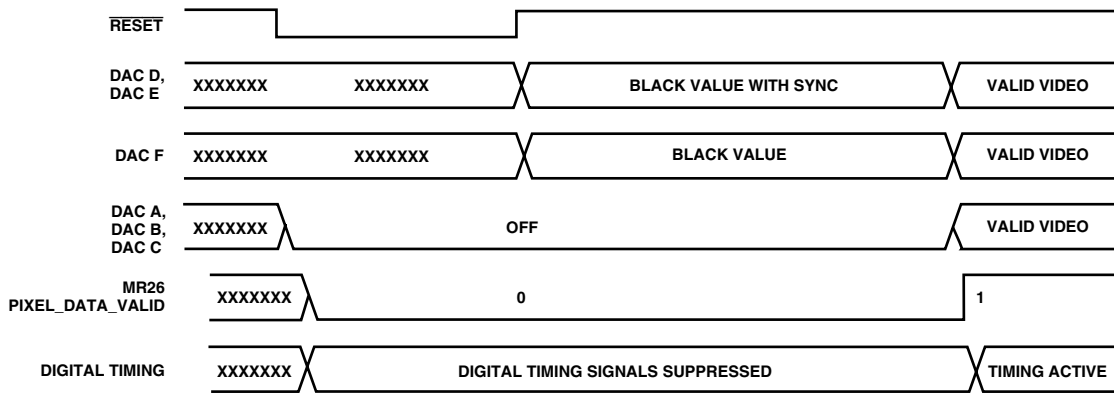 RESET
DAC D,
DAC E
XXXXXXX XXXXXXX BLACK VALUE WITH SYNC VALID VIDEO
DAC F XXXXXXX XXXXXXX BLACK VALUE VALID VIDEO
DAC A,
DAC B,
DAC C
XXXXXXX OFF VALID VIDEO
MR26
PIXEL_DATA_VALID
XXXXXXX 0 1
DIGITAL TIMING XXXXXXX DIGITAL TIMING SIGNALS SUPPRESSED TIMING ACTIVE